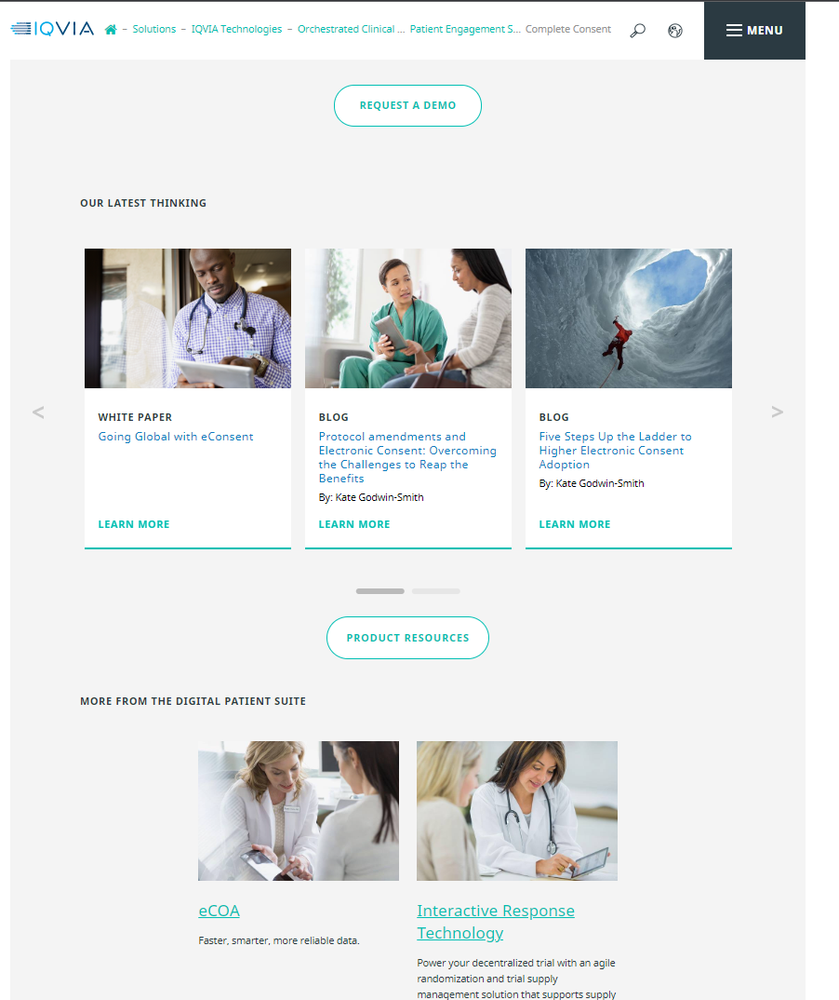 IQVIA – Solutions – IQVIA Technologies – Orchestrated Clinical ... Patient Engagement S... Complete Consent MENU
REQUEST A DEMO
OUR LATEST THINKING
WHITE PAPER
Going Global with eConsent
LEARN MORE
BLOG
Protocol amendments and
Electronic Consent: Overcoming
the Challenges to Reap the
Benefits
By: Kate Godwin-Smith
LEARN MORE
BLOG
Five Steps Up the Ladder to
Higher Electronic Consent
Adoption
By: Kate Godwin-Smith
LEARN MORE
< >
PRODUCT RESOURCES
MORE FROM THE DIGITAL PATIENT SUITE
eCOA
Faster, smarter, more reliable data.
Interactive Response
Technology
Power your decentralized trial with an agile
randomization and trial supply
management solution that supports supply